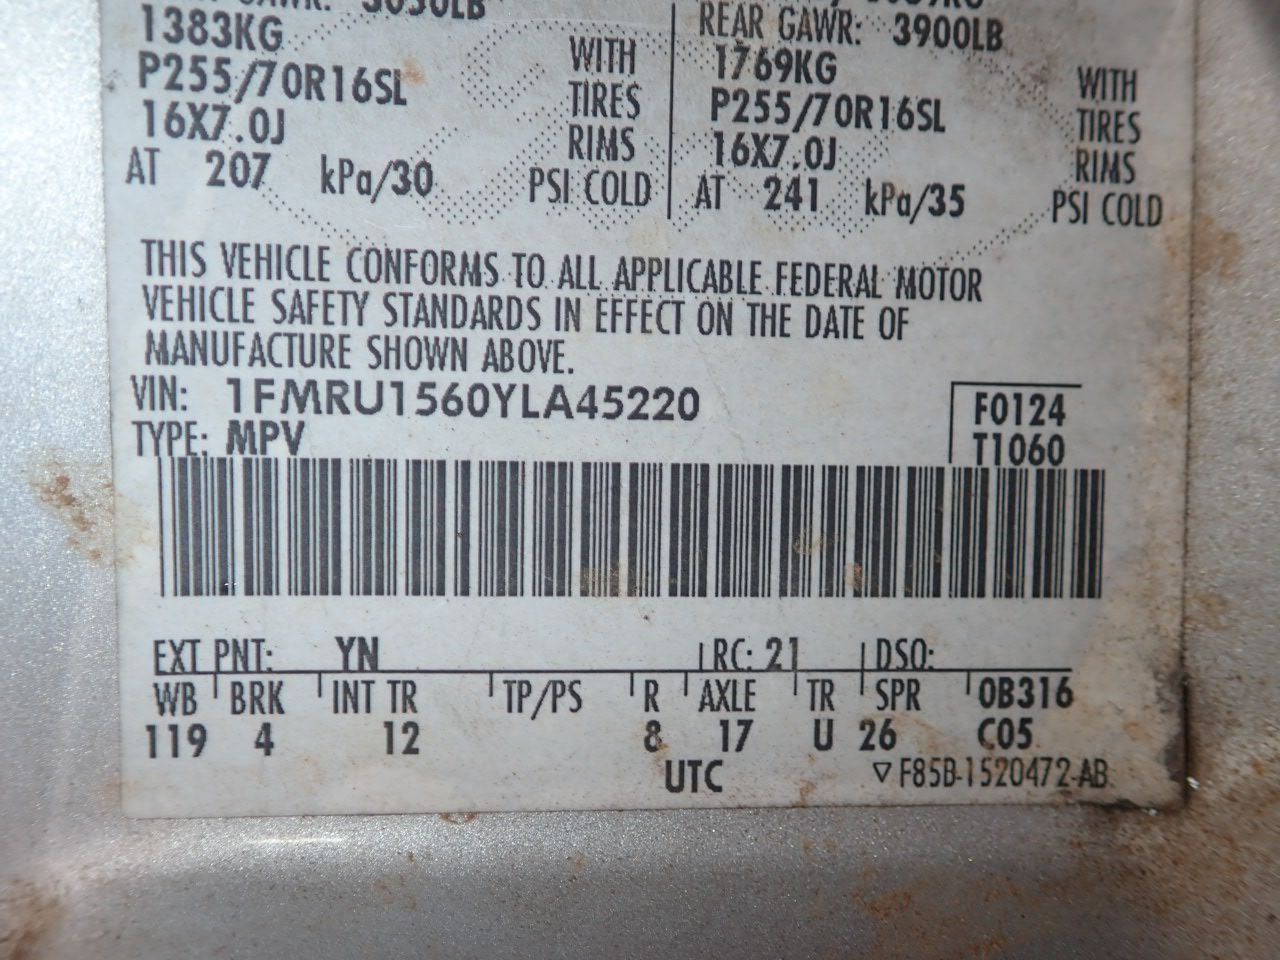 GAWR: 3050LB
1383KG WITH
P255/70R16SL TIRES
16X7.0J RIMS
AT 207 kPa/30 PSI COLD
REAR GAWR: 3900LB
1769KG WITH
P255/70R16SL TIRES
16X7.0J RIMS
AT 241 kPa/35 PSI COLD
THIS VEHICLE CONFORMS TO ALL APPLICABLE FEDERAL MOTOR
VEHICLE SAFETY STANDARDS IN EFFECT ON THE DATE OF
MANUFACTURE SHOWN ABOVE.
VIN: 1FMRU1560YLA45220 F0124
TYPE: MPV T1060
EXT PNT: YN RC: 21 DSO:
WB BRK INT TR TP/PS R AXLE TR SPR 0B316
119 4 12 8 17 U 26 C05
UTC ▽F85B-1520472-AB